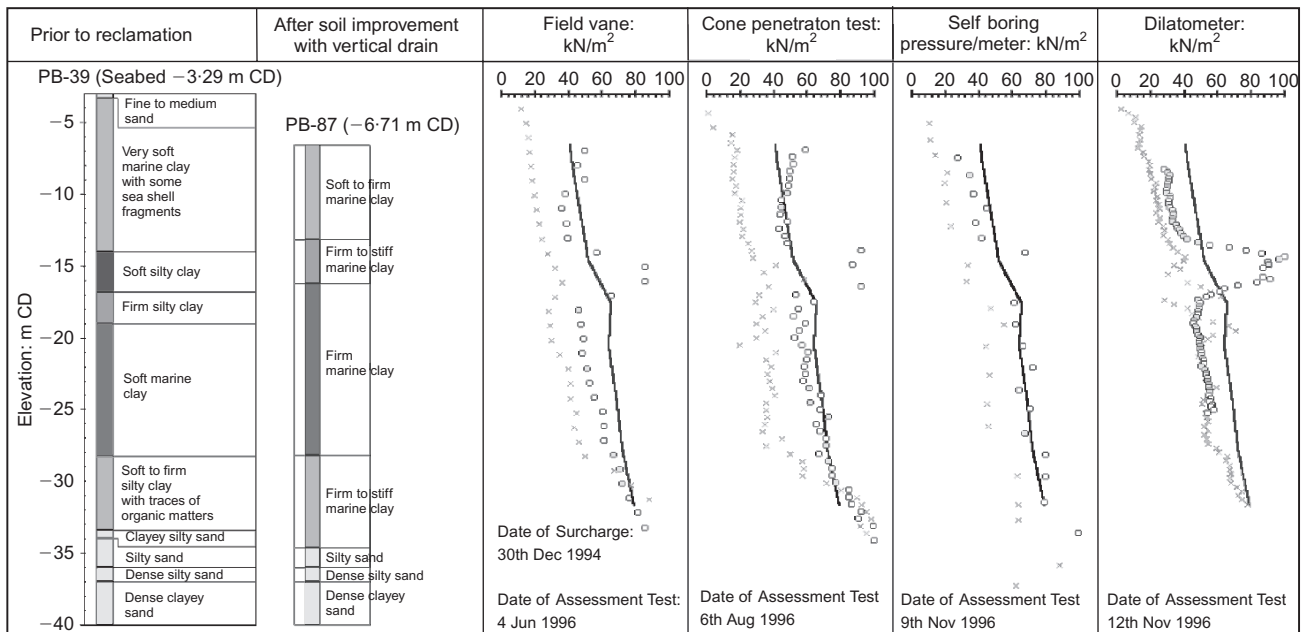 Prior to reclamation
After soil improvement
with vertical drain
Field vane:
kN/m²
Cone penetraton test:
kN/m²
Self boring
pressure/meter: kN/m²
Dilatometer:
kN/m²
PB-39 (Seabed −3·29 m CD)
PB-87 (−6·71 m CD)
0 20 40 60 80 100
0 20 40 60 80 100
0 20 40 60 80 100
0 20 40 60 80 100
Elevation: m CD
−5
−10
−15
−20
−25
−30
−35
−40
Fine to medium
sand
Very soft
marine clay
with some
sea shell
fragments
Soft silty clay
Firm silty clay
Soft marine
clay
Soft to firm
silty clay
with traces of
organic matters
Clayey silty sand
Silty sand
Dense silty sand
Dense clayey
sand
Soft to firm
marine clay
Firm to stiff
marine clay
Firm
marine clay
Firm to stiff
marine clay
Silty sand
Dense silty sand
Dense clayey
sand
Date of Surcharge:
30th Dec 1994
Date of Assessment Test:
4 Jun 1996
Date of Assessment Test
6th Aug 1996
Date of Assessment Test
9th Nov 1996
Date of Assessment Test
12th Nov 1996